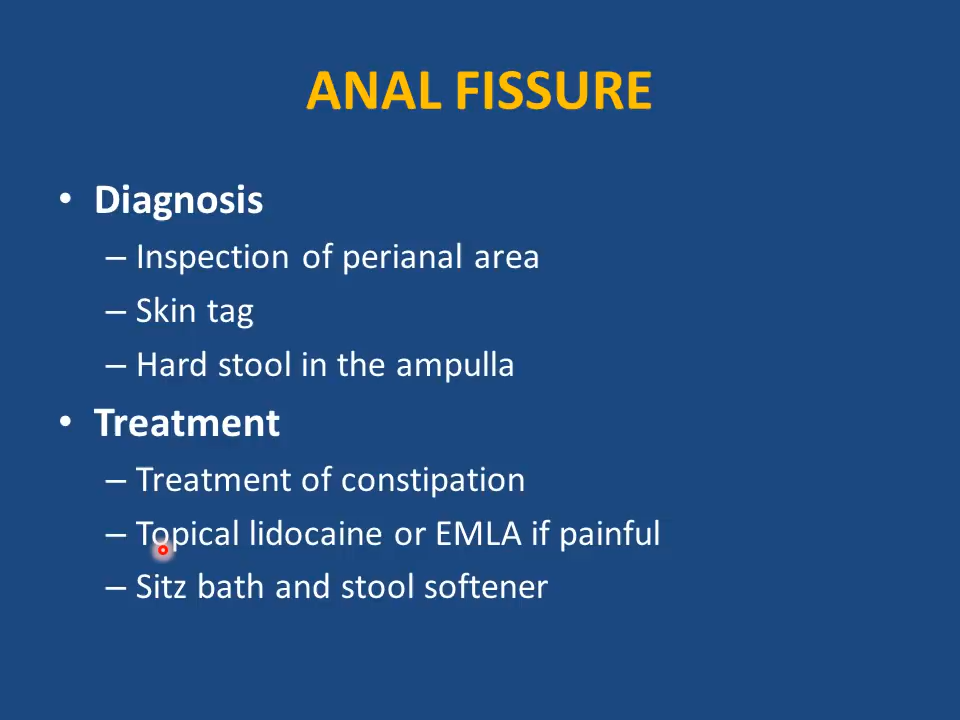 ANAL FISSURE
• Diagnosis
– Inspection of perianal area
– Skin tag
– Hard stool in the ampulla
• Treatment
– Treatment of constipation
– Topical lidocaine or EMLA if painful
– Sitz bath and stool softener